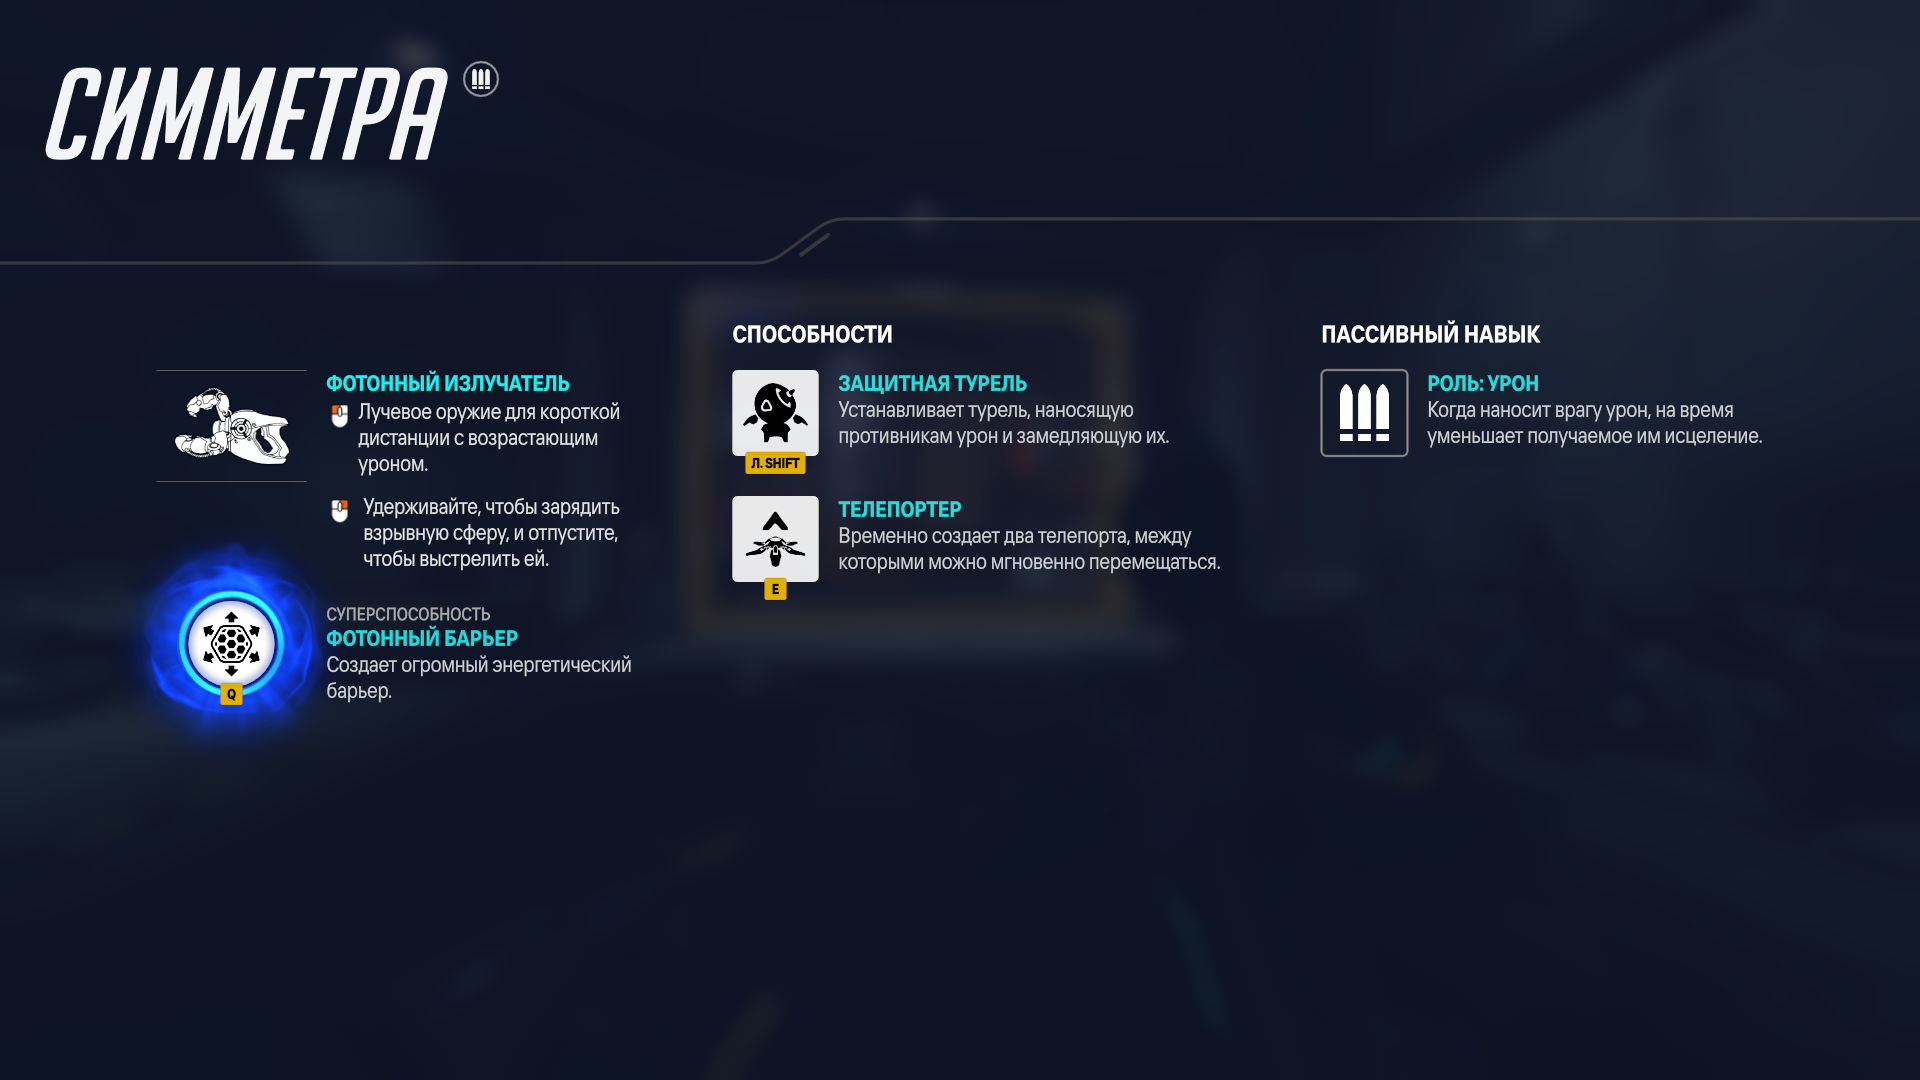 СИММЕТРА
ФОТОННЫЙ ИЗЛУЧАТЕЛЬ
Лучевое оружие для короткой
дистанции с возрастающим
уроном.
Удерживайте, чтобы зарядить
взрывную сферу, и отпустите,
чтобы выстрелить ей.
СУПЕРСПОСОБНОСТЬ
ФОТОННЫЙ БАРЬЕР
Создает огромный энергетический
барьер.
Q
СПОСОБНОСТИ
ЗАЩИТНАЯ ТУРЕЛЬ
Устанавливает турель, наносящую
противникам урон и замедляющую их.
Л. SHIFT
ТЕЛЕПОРТЕР
Временно создает два телепорта, между
которыми можно мгновенно перемещаться.
E
ПАССИВНЫЙ НАВЫК
РОЛЬ: УРОН
Когда наносит врагу урон, на время
уменьшает получаемое им исцеление.